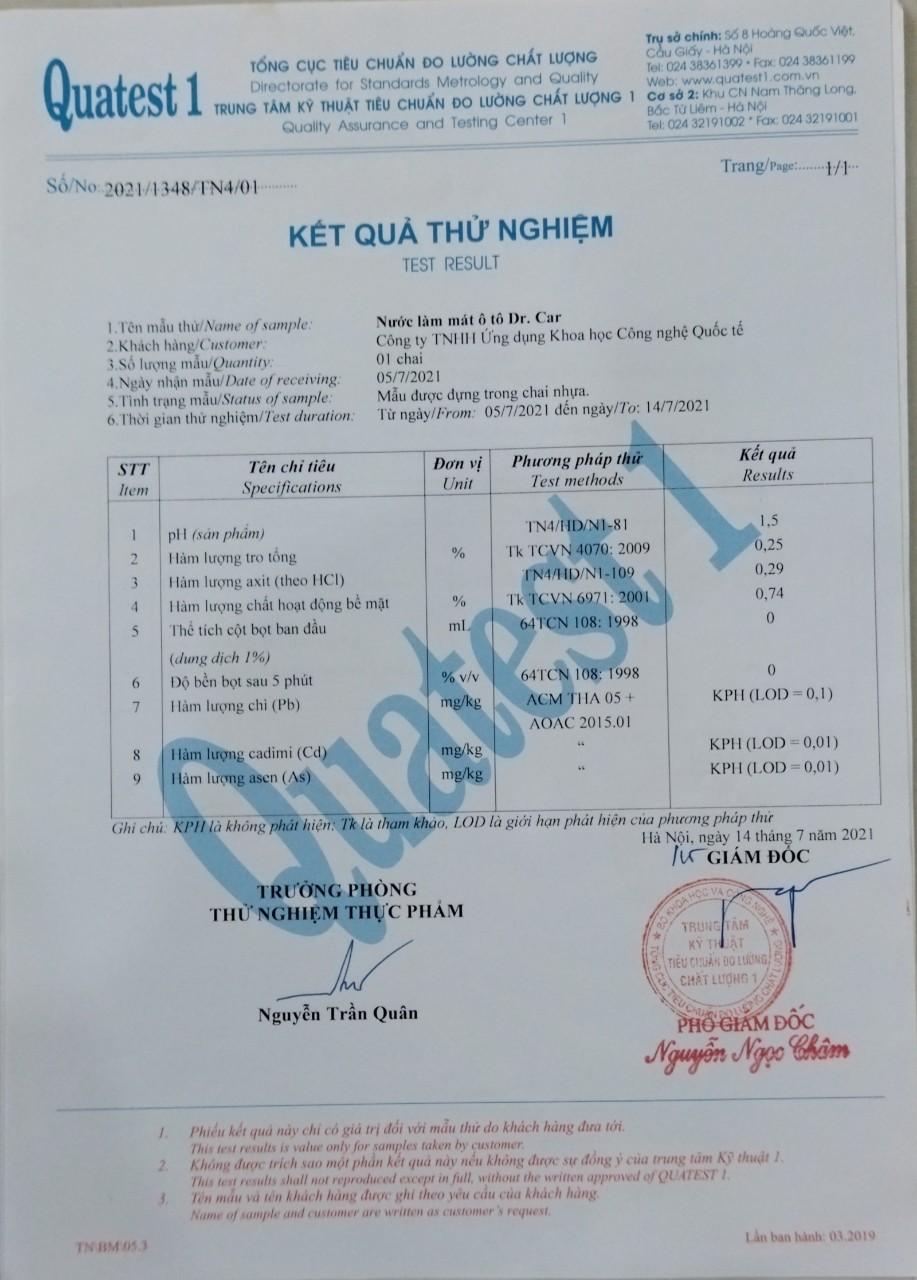 Quatest 1
TỔNG CỤC TIÊU CHUẨN ĐO LƯỜNG CHẤT LƯỢNG
Directorate for Standards Metrology and Quality
TRUNG TÂM KỸ THUẬT TIÊU CHUẨN ĐO LƯỜNG CHẤT LƯỢNG 1
Quality Assurance and Testing Center 1
Trụ sở chính: Số 8 Hoàng Quốc Việt,
Cầu Giấy - Hà Nội
Tel: 024 38361399 • Fax: 024 38361199
Web: www.quatest1.com.vn
Cơ sở 2: Khu CN Nam Thăng Long,
Bắc Từ Liêm - Hà Nội
Tel: 024 32191002 * Fax: 024 32191001
Số/No: 2021/1348/TN4/01
Trang/Page: 1/1
KẾT QUẢ THỬ NGHIỆM
TEST RESULT
1.Tên mẫu thử/Name of sample: Nước làm mát ô tô Dr. Car
2.Khách hàng/Customer: Công ty TNHH Ứng dụng Khoa học Công nghệ Quốc tế
3.Số lượng mẫu/Quantity: 01 chai
4.Ngày nhận mẫu/Date of receiving: 05/7/2021
5.Tình trạng mẫu/Status of sample: Mẫu được đựng trong chai nhựa.
6.Thời gian thử nghiệm/Test duration: Từ ngày/From: 05/7/2021 đến ngày/To: 14/7/2021
STT Tên chỉ tiêu Đơn vị Phương pháp thử Kết quả
Item Specifications Unit Test methods Results
1 pH (sản phẩm) TN4/HD/N1-81 1,5
2 Hàm lượng tro tổng % Tk TCVN 4070: 2009 0,25
3 Hàm lượng axit (theo HCl) TN4/HD/N1-109 0,29
4 Hàm lượng chất hoạt động bề mặt % Tk TCVN 6971: 2001 0,74
5 Thể tích cột bọt ban đầu mL 64TCN 108: 1998 0
(dung dịch 1%)
6 Độ bền bọt sau 5 phút % v/v 64TCN 108: 1998 0
7 Hàm lượng chì (Pb) mg/kg ACM THA 05 + KPH (LOD = 0,1)
AOAC 2015.01
8 Hàm lượng cadimi (Cd) mg/kg “ KPH (LOD = 0,01)
9 Hàm lượng asen (As) mg/kg “ KPH (LOD = 0,01)
Quatest 1
Ghi chú: KPH là không phát hiện; Tk là tham khảo, LOD là giới hạn phát hiện của phương pháp thử
Hà Nội, ngày 14 tháng 7 năm 2021
GIÁM ĐỐC
TRƯỞNG PHÒNG
THỬ NGHIỆM THỰC PHẨM
BỘ KHOA HỌC VÀ CÔNG NGHỆ
TRUNG TÂM
KỸ THUẬT
TIÊU CHUẨN ĐO LƯỜNG
CHẤT LƯỢNG 1
TỔNG CỤC TIÊU CHUẨN ĐO LƯỜNG CHẤT LƯỢNG
Nguyễn Trần Quân
PHÓ GIÁM ĐỐC
Nguyễn Ngọc Châm
1. Phiếu kết quả này chỉ có giá trị đối với mẫu thử do khách hàng đưa tới.
This test results is value only for samples taken by customer.
2. Không được trích sao một phần kết quả này nếu không được sự đồng ý của trung tâm Kỹ thuật 1.
This test results shall not reproduced except in full, without the written approved of QUATEST 1.
3. Tên mẫu và tên khách hàng được ghi theo yêu cầu của khách hàng.
Name of sample and customer are written as customer's request.
TN\BM\05.3
Lần ban hành: 03.2019